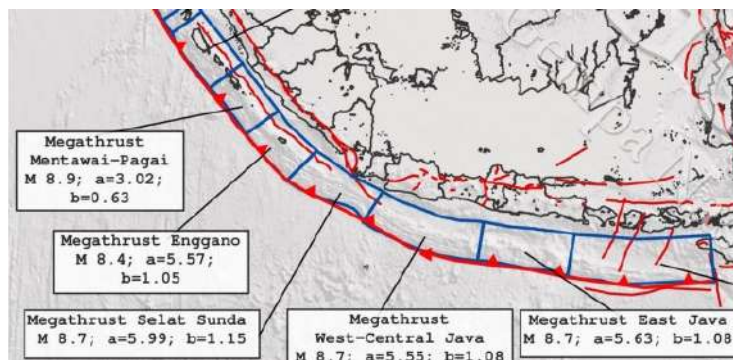 Megathrust
Mentawai-Pagai
M 8.9; a=3.02;
b=0.63
Megathrust Enggano
M 8.4; a=5.57;
b=1.05
Megathrust Selat Sunda
M 8.7; a=5.99; b=1.15
Megathrust
West-Central Java
M 8.7; a=5.55; b=1.08
Megathrust East Java
M 8.7; a=5.63; b=1.08